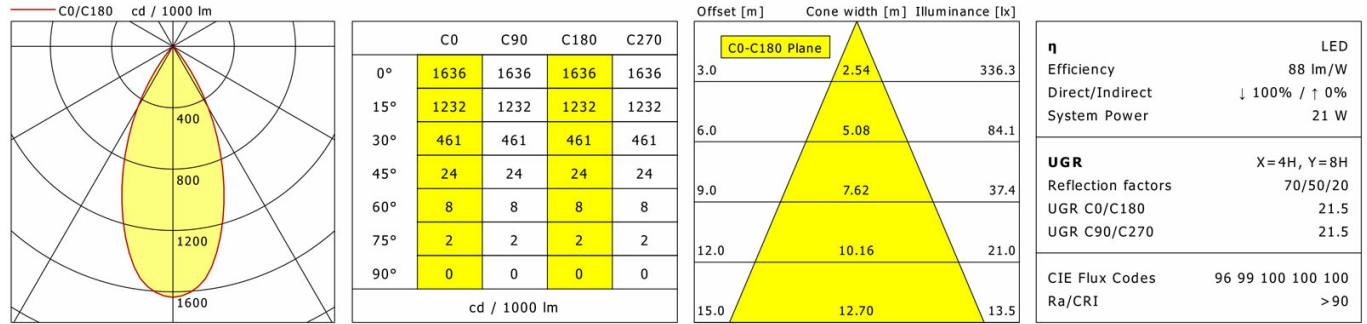 C0/C180 cd / 1000 lm
400
800
1200
1600
C0 C90 C180 C270
0° 1636 1636 1636 1636
15° 1232 1232 1232 1232
30° 461 461 461 461
45° 24 24 24 24
60° 8 8 8 8
75° 2 2 2 2
90° 0 0 0 0
cd / 1000 lm
Offset [m] Cone width [m] Illuminance [lx]
C0-C180 Plane
3.0 2.54 336.3
6.0 5.08 84.1
9.0 7.62 37.4
12.0 10.16 21.0
15.0 12.70 13.5
η LED
Efficiency 88 lm/W
Direct/Indirect ↓ 100% / ↑ 0%
System Power 21 W
UGR X=4H, Y=8H
Reflection factors 70/50/20
UGR C0/C180 21.5
UGR C90/C270 21.5
CIE Flux Codes 96 99 100 100 100
Ra/CRI >90